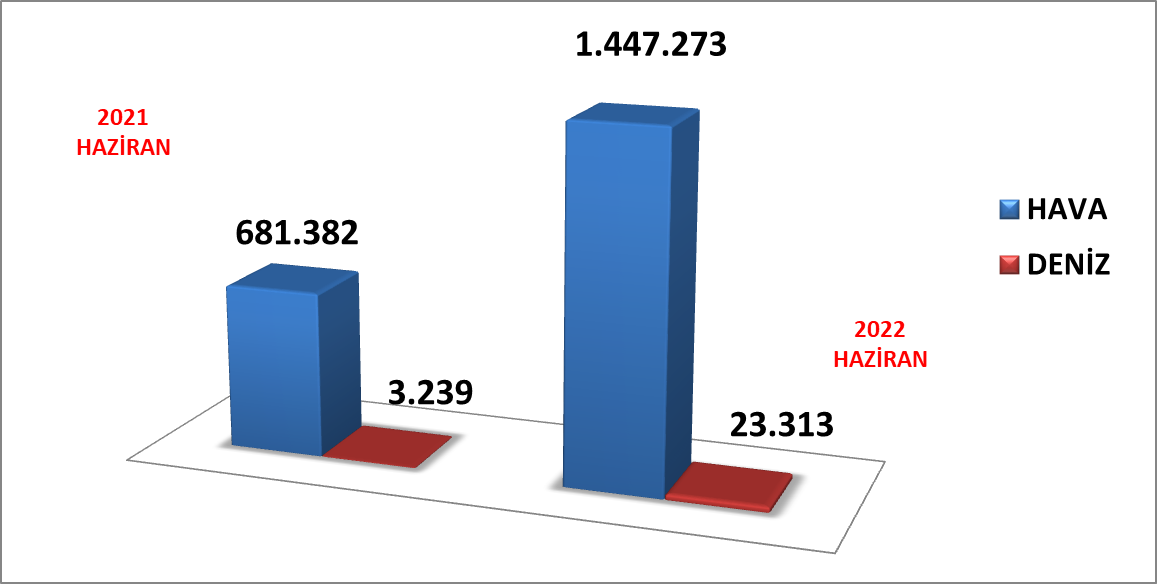 1.447.273
2021
HAZİRAN
681.382
HAVA
DENİZ
2022
HAZİRAN
3.239
23.313